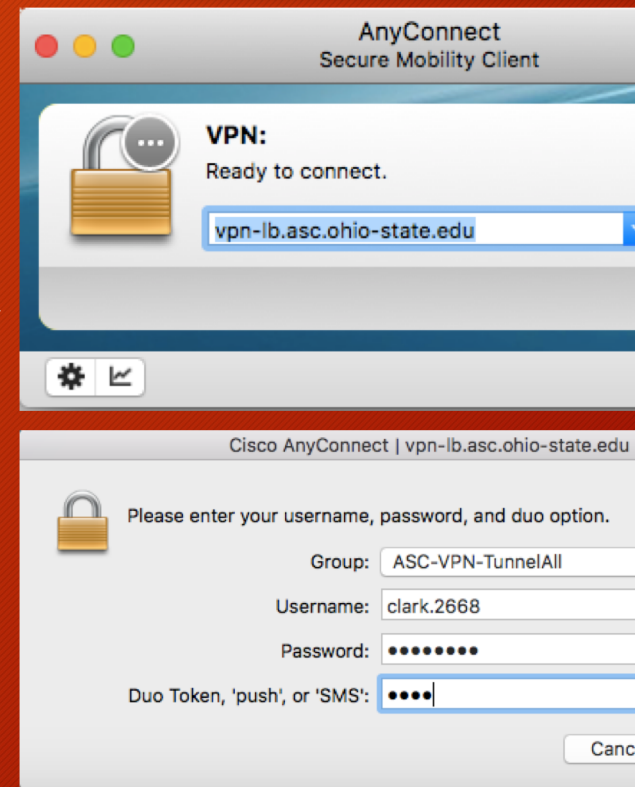 AnyConnect
Secure Mobility Client
VPN:
Ready to connect.
vpn-lb.asc.ohio-state.edu
Cisco AnyConnect | vpn-lb.asc.ohio-state.edu
Please enter your username, password, and duo option.
Group: ASC-VPN-TunnelAll
Username: clark.2668
Password: ••••••••
Duo Token, 'push', or 'SMS': ••••
Canc